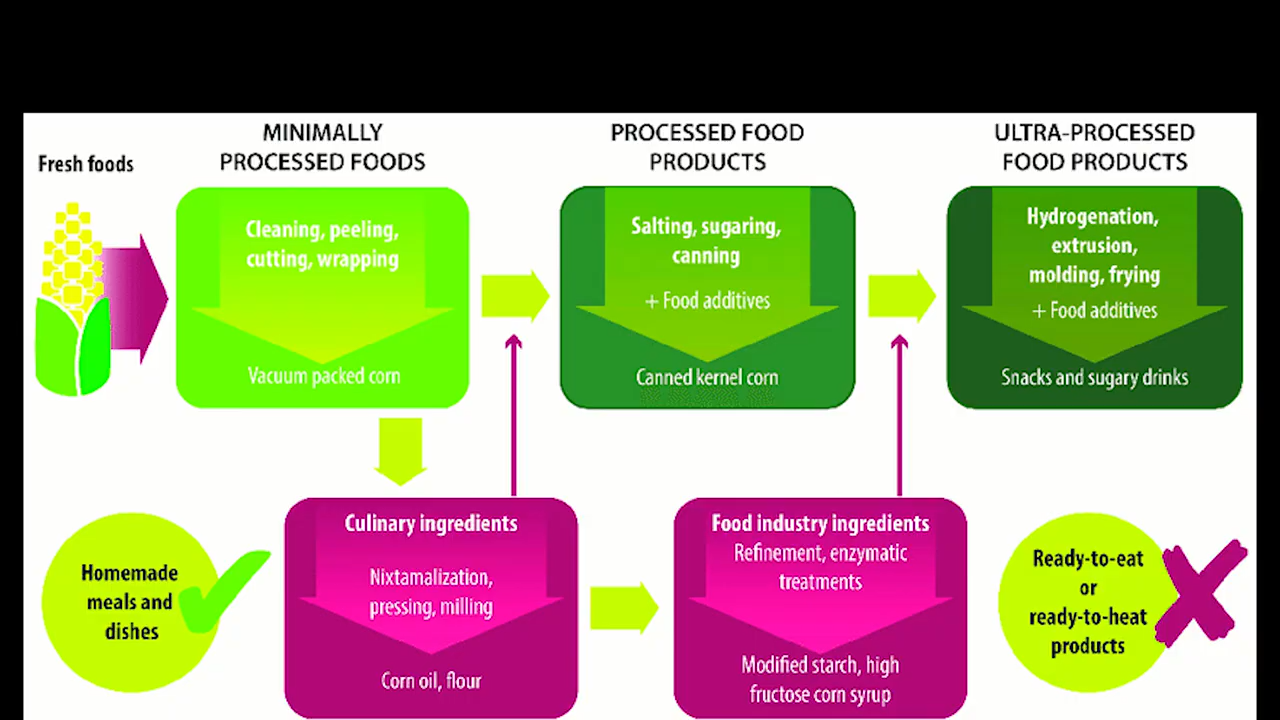 Fresh foods
MINIMALLY
PROCESSED FOODS
Cleaning, peeling,
cutting, wrapping
Vacuum packed corn
PROCESSED FOOD
PRODUCTS
Salting, sugaring,
canning
+ Food additives
Canned kernel corn
ULTRA-PROCESSED
FOOD PRODUCTS
Hydrogenation,
extrusion,
molding, frying
+ Food additives
Snacks and sugary drinks
Homemade
meals and
dishes
Culinary ingredients
Nixtamalization,
pressing, milling
Corn oil, flour
Food industry ingredients
Refinement, enzymatic
treatments
Modified starch, high
fructose corn syrup
Ready-to-eat
or
ready-to-heat
products